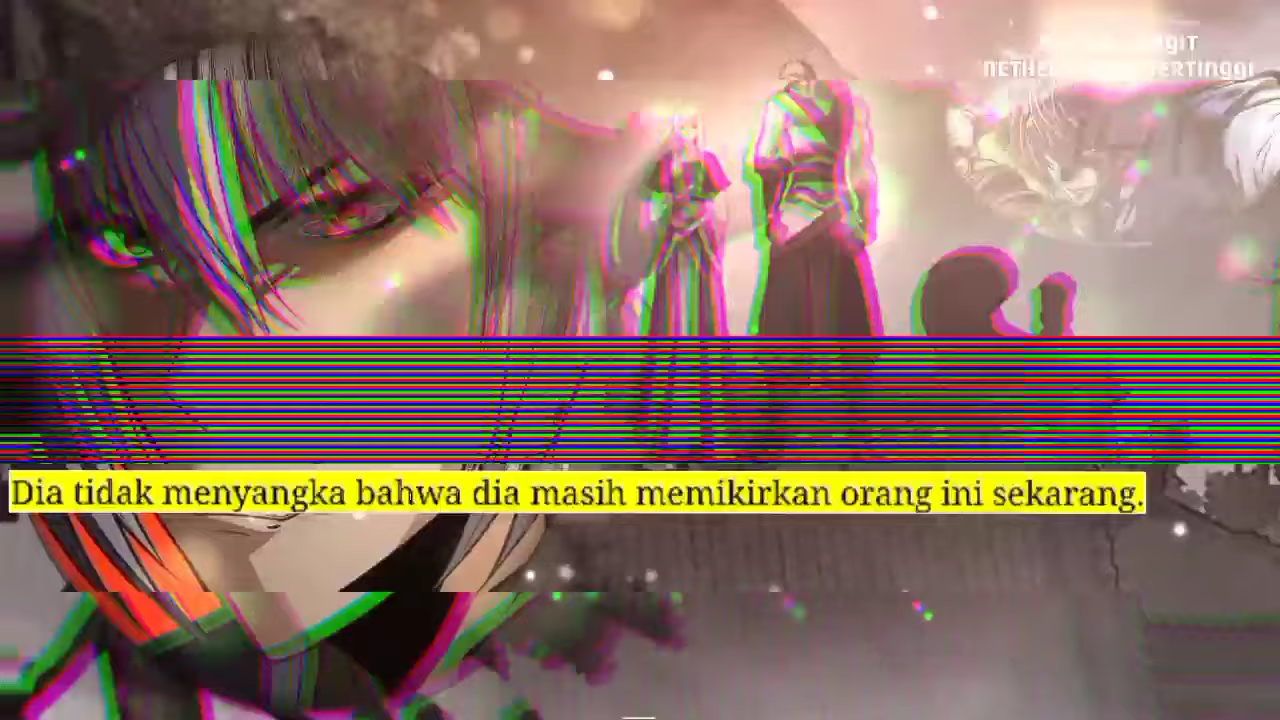 Dia tidak menyangka bahwa dia masih memikirkan orang ini sekarang.